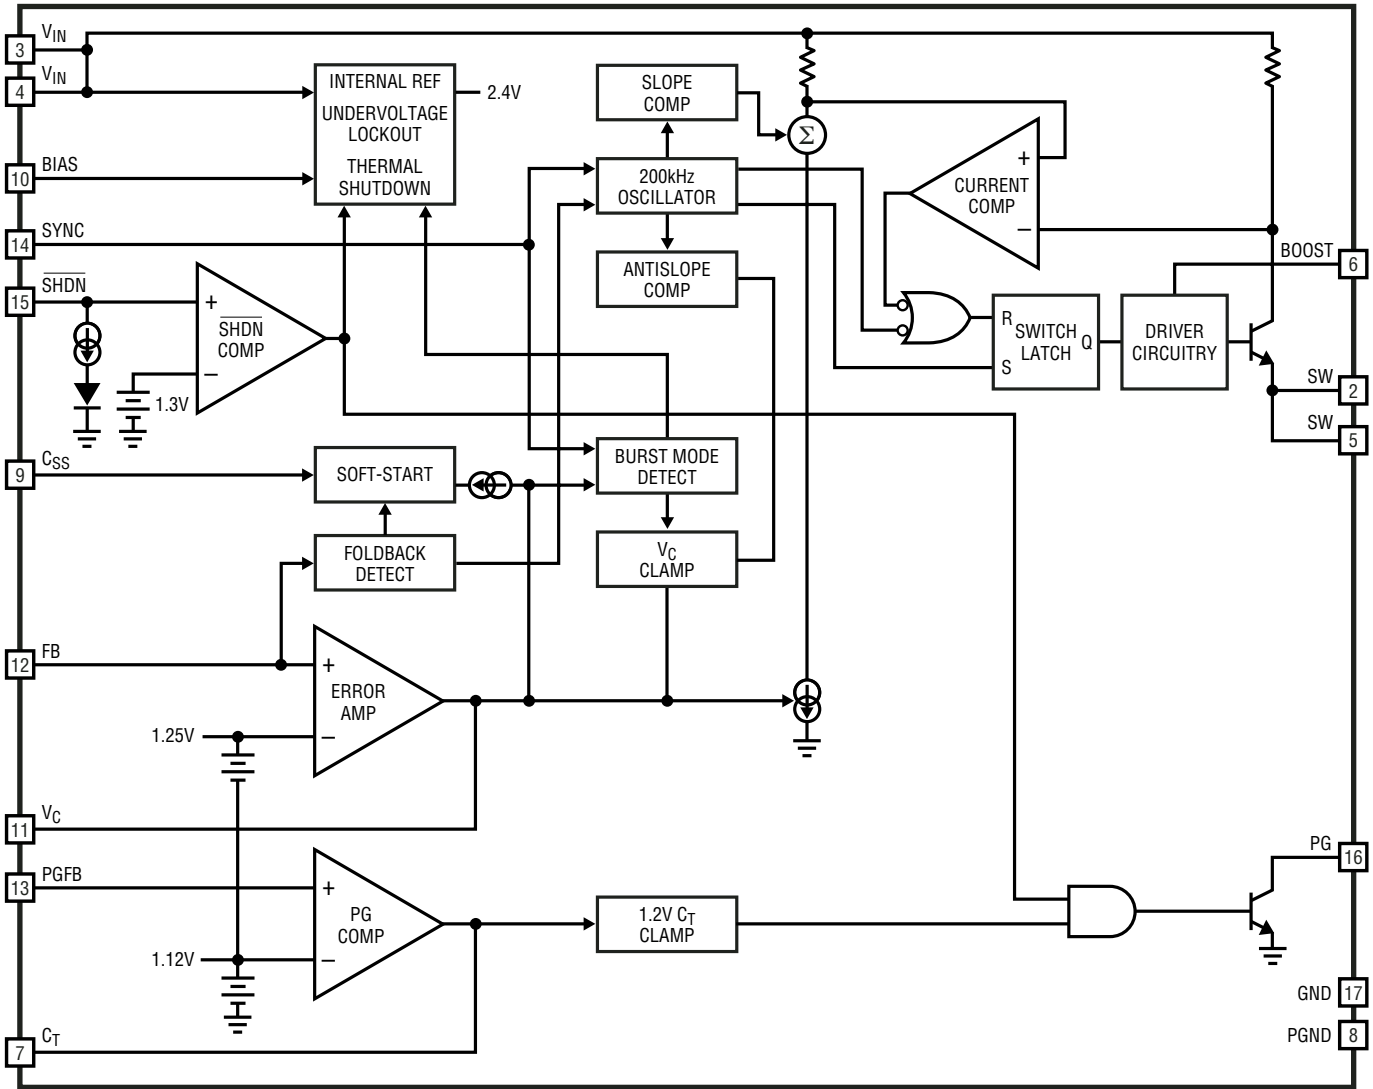 VIN
3
VIN
4
INTERNAL REF
UNDERVOLTAGE
LOCKOUT
THERMAL
SHUTDOWN
2.4V
SLOPE
COMP
Σ
BIAS
10
200kHz
OSCILLATOR
+
CURRENT
COMP
–
SYNC
14
ANTISLOPE
COMP
BOOST
6
SHDN
15
+
SHDN
COMP
–
1.3V
R
SWITCH
LATCH
Q
S
DRIVER
CIRCUITRY
SW
2
SW
5
CSS
9
SOFT-START
BURST MODE
DETECT
FOLDBACK
DETECT
VC
CLAMP
FB
12
+
ERROR
AMP
–
1.25V
VC
11
PG
16
PGFB
13
+
PG
COMP
–
1.12V
1.2V CT
CLAMP
GND
17
PGND
8
CT
7